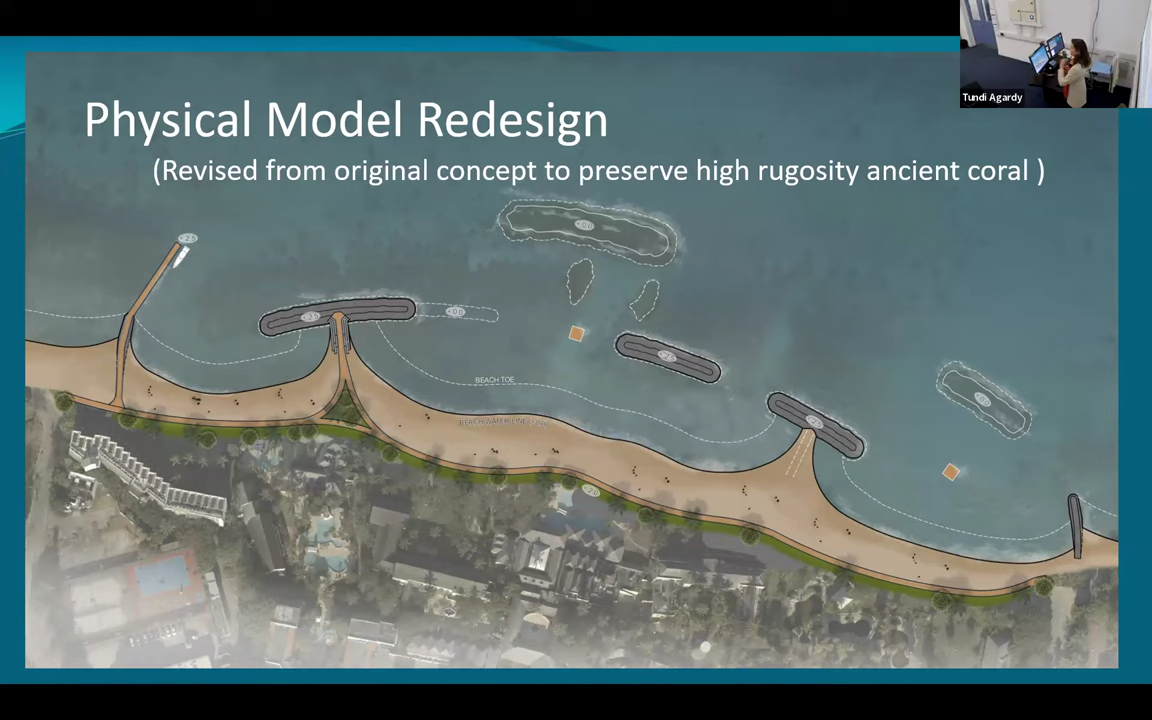 Tundi Agardy
Physical Model Redesign
(Revised from original concept to preserve high rugosity ancient coral )
BEACH TOE